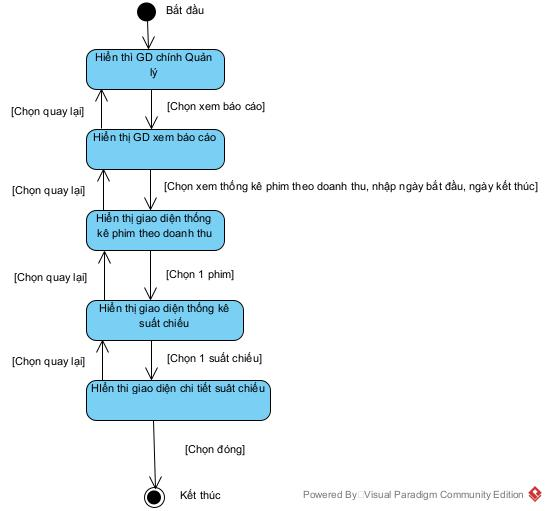 Bắt đầu
Hiển thì GD chính Quản
lý
[Chọn quay lại]
[Chọn xem báo cáo]
Hiển thị GD xem báo cáo
[Chọn quay lại]
[Chọn xem thống kê phim theo doanh thu, nhập ngày bắt đầu, ngày kết thúc]
Hiển thị giao diện thống
kê phim theo doanh thu
[Chọn quay lại]
[Chọn 1 phim]
Hiển thị giao diện thống kê
suất chiếu
[Chọn quay lại]
[Chọn 1 suất chiếu]
HIển thi giao diện chi tiết suât chiếu
[Chọn đóng]
Kết thúc
Powered By Visual Paradigm Community Edition